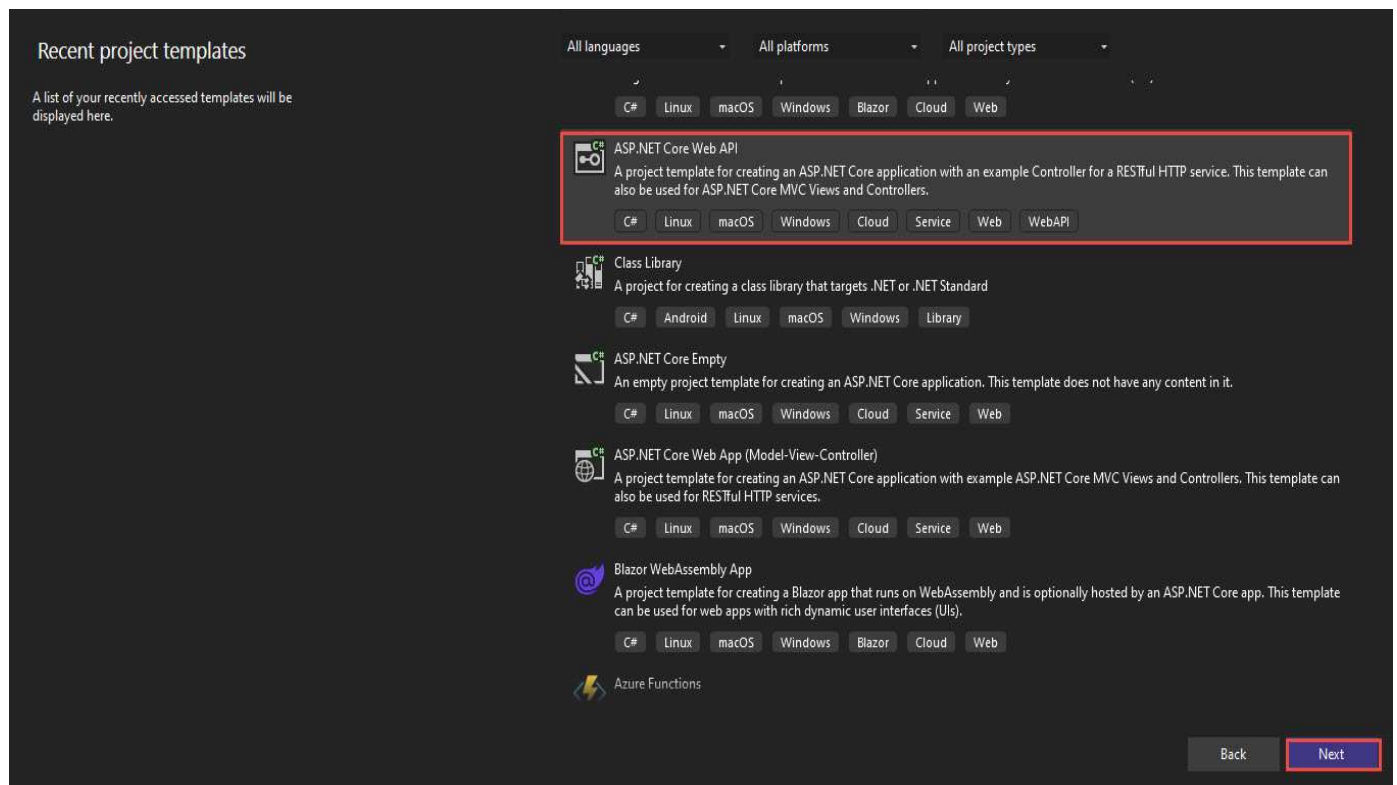 Recent project templates
A list of your recently accessed templates will be
displayed here.
All languages
All platforms
All project types
C# Linux macOS Windows Blazor Cloud Web
C#
ASP.NET Core Web API
A project template for creating an ASP.NET Core application with an example Controller for a RESTful HTTP service. This template can
also be used for ASP.NET Core MVC Views and Controllers.
C# Linux macOS Windows Cloud Service Web WebAPI
C#
Class Library
A project for creating a class library that targets .NET or .NET Standard
C# Android Linux macOS Windows Library
C#
ASP.NET Core Empty
An empty project template for creating an ASP.NET Core application. This template does not have any content in it.
C# Linux macOS Windows Cloud Service Web
C#
ASP.NET Core Web App (Model-View-Controller)
A project template for creating an ASP.NET Core application with example ASP.NET Core MVC Views and Controllers. This template can
also be used for RESTful HTTP services.
C# Linux macOS Windows Cloud Service Web
Blazor WebAssembly App
A project template for creating a Blazor app that runs on WebAssembly and is optionally hosted by an ASP.NET Core app. This template
can be used for web apps with rich dynamic user interfaces (UIs).
C# Linux macOS Windows Blazor Cloud Web
Azure Functions
Back Next